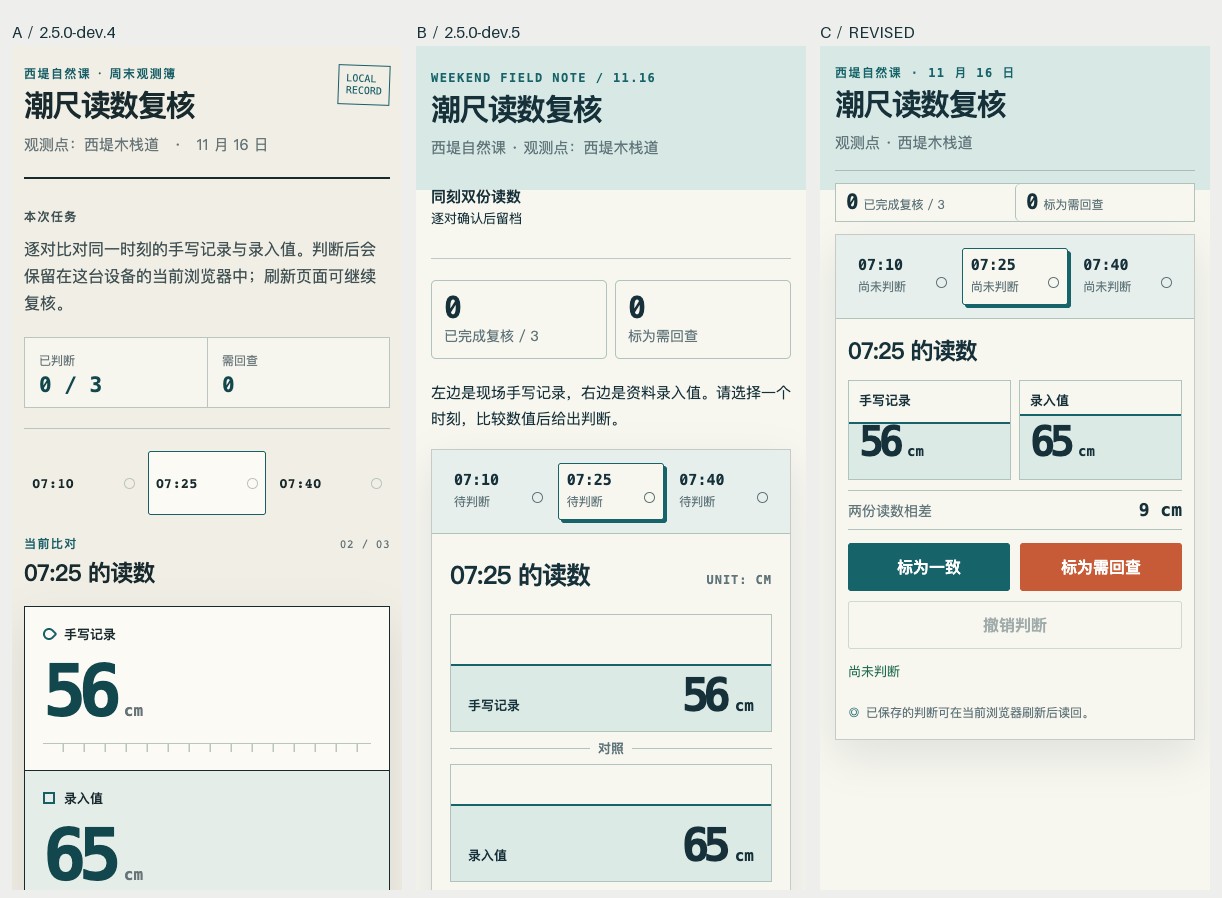 A / 2.5.0-dev.4
西堤自然课 · 周末观测簿
LOCAL
RECORD
潮尺读数复核
观测点：西堤木栈道 · 11 月 16 日
本次任务
逐对比对同一时刻的手写记录与录入值。判断后会
保留在这台设备的当前浏览器中；刷新页面可继续
复核。
已判断
0 / 3
需回查
0
07:10
07:25
07:40
当前比对
02 / 03
07:25 的读数
手写记录
56 cm
录入值
65 cm
B / 2.5.0-dev.5
WEEKEND FIELD NOTE / 11.16
潮尺读数复核
西堤自然课 · 观测点：西堤木栈道
同刻双份读数
逐对确认后留档
0
已完成复核 / 3
0
标为需回查
左边是现场手写记录，右边是资料录入值。请选择一个
时刻，比较数值后给出判断。
07:10
待判断
07:25
待判断
07:40
待判断
07:25 的读数
UNIT: CM
手写记录
56 cm
对照
录入值
65 cm
C / REVISED
西堤自然课 · 11 月 16 日
潮尺读数复核
观测点 · 西堤木栈道
0 已完成复核 / 3
0 标为需回查
07:10
尚未判断
07:25
尚未判断
07:40
尚未判断
07:25 的读数
手写记录
56 cm
录入值
65 cm
两份读数相差
9 cm
标为一致
标为需回查
撤销判断
尚未判断
◎ 已保存的判断可在当前浏览器刷新后读回。